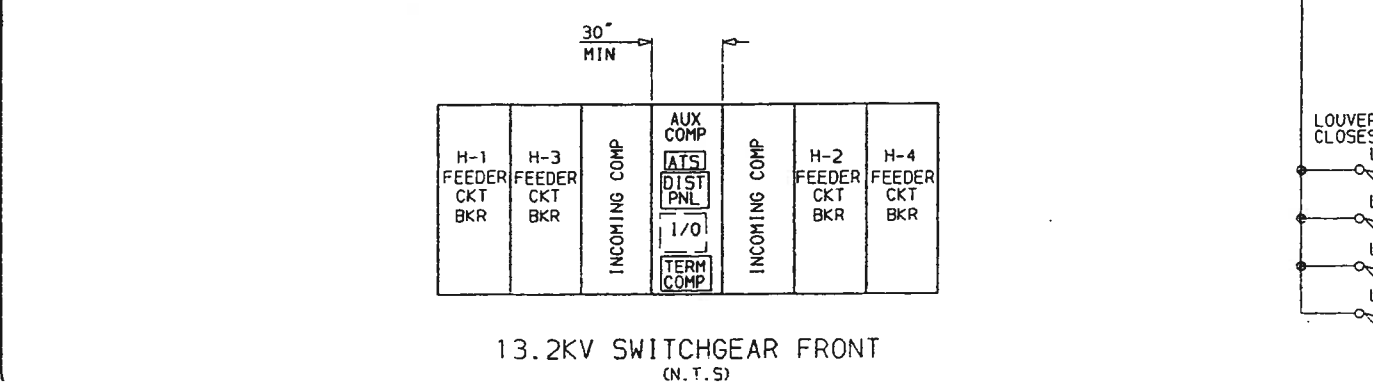 30"
MIN
H-1
FEEDER
CKT
BKR
H-3
FEEDER
CKT
BKR
INCOMING COMP
AUX
COMP
ATS
DIST
PNL
I/O
TERM
COMP
INCOMING COMP
H-2
FEEDER
CKT
BKR
H-4
FEEDER
CKT
BKR
13.2KV SWITCHGEAR FRONT
(N.T.S)
CLOSES